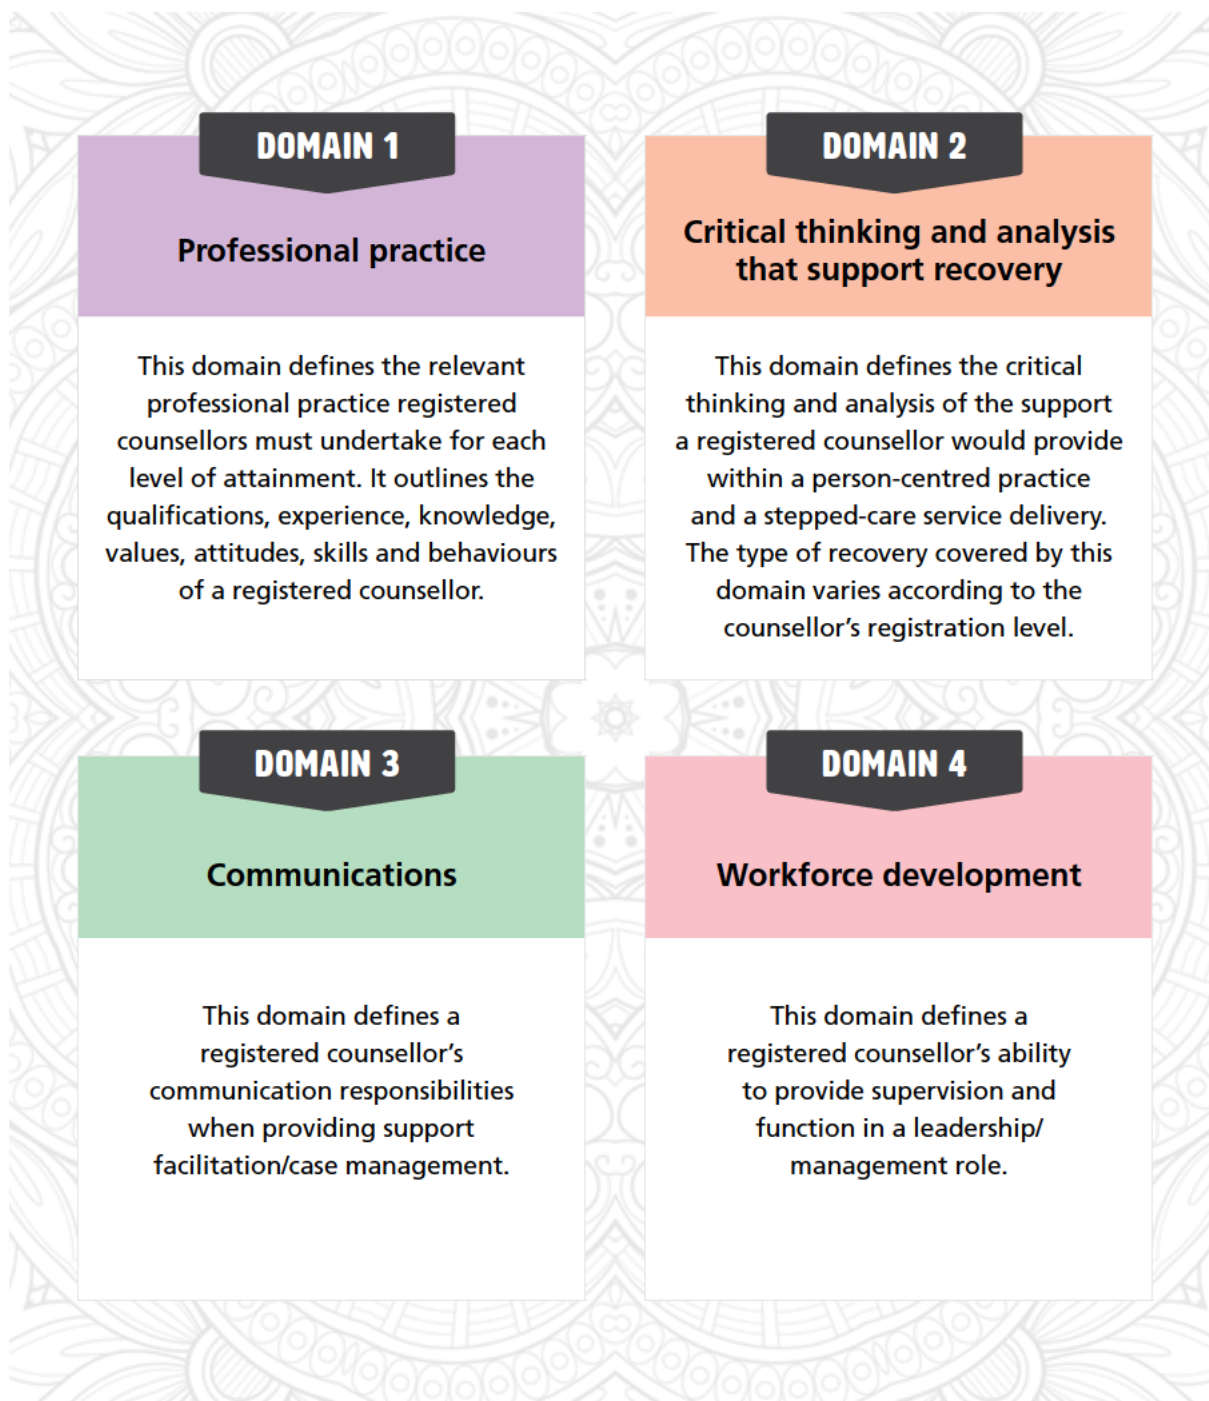 DOMAIN 1
Professional practice
This domain defines the relevant
professional practice registered
counsellors must undertake for each
level of attainment. It outlines the
qualifications, experience, knowledge,
values, attitudes, skills and behaviours
of a registered counsellor.
DOMAIN 2
Critical thinking and analysis
that support recovery
This domain defines the critical
thinking and analysis of the support
a registered counsellor would provide
within a person-centred practice
and a stepped-care service delivery.
The type of recovery covered by this
domain varies according to the
counsellor’s registration level.
DOMAIN 3
Communications
This domain defines a
registered counsellor’s
communication responsibilities
when providing support
facilitation/case management.
DOMAIN 4
Workforce development
This domain defines a
registered counsellor’s ability
to provide supervision and
function in a leadership/
management role.